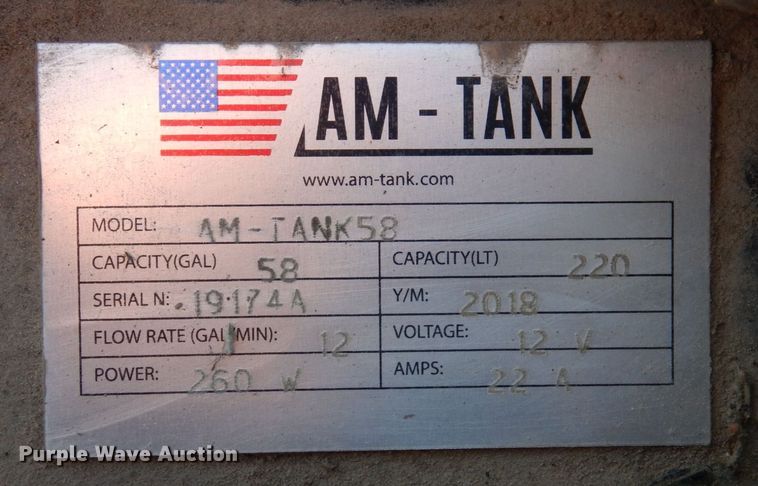 AM - TANK
www.am-tank.com
MODEL: AM-TANK58
CAPACITY(GAL) 58 CAPACITY(LT) 220
SERIAL N: 19174A Y/M: 2018
FLOW RATE (GAL/MIN): 12 VOLTAGE: 12 V
POWER: 260 W AMPS: 22 A
Purple Wave Auction